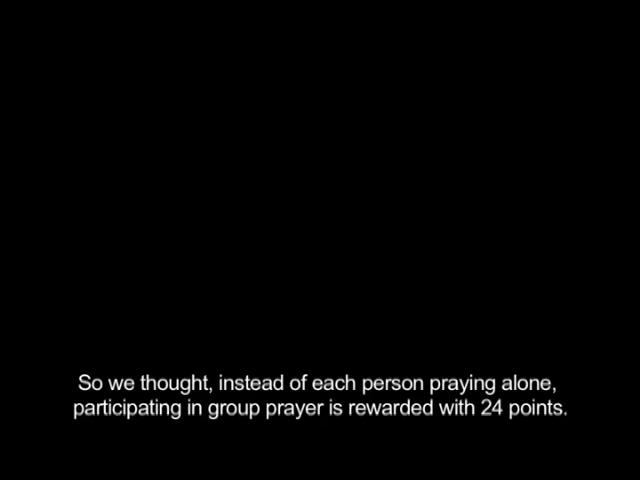 So we thought, instead of each person praying alone,
participating in group prayer is rewarded with 24 points.